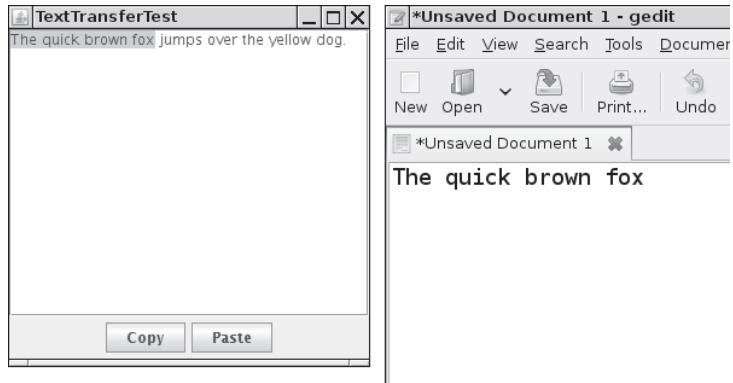 TextTransferTest
The quick brown fox jumps over the yellow dog.
Copy Paste
*Unsaved Document 1 - gedit
File Edit View Search Tools Documen
New Open Save Print... Undo
*Unsaved Document 1
The quick brown fox